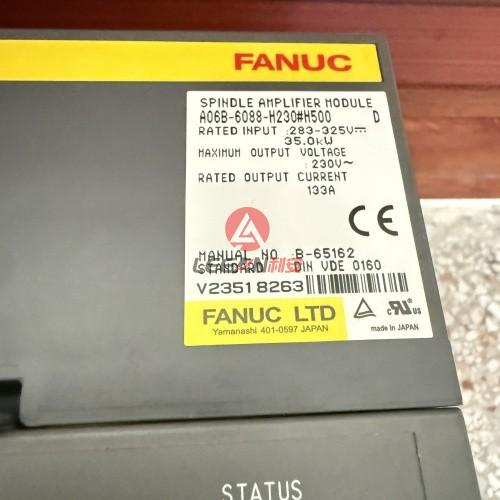 FANUC
SPINDLE AMPLIFIER MODULE
A06B-6088-H230#H500 D
RATED INPUT :283-325V⎓
35.0kW
MAXIMUM OUTPUT VOLTAGE
:230V~
RATED OUTPUT CURRENT
133A
CE
MANUAL NO B-65162
STANDARD DIN VDE 0160
V23518263
FANUC LTD
Yamanashi 401-0597 JAPAN
c UL us
made in JAPAN
STATUS